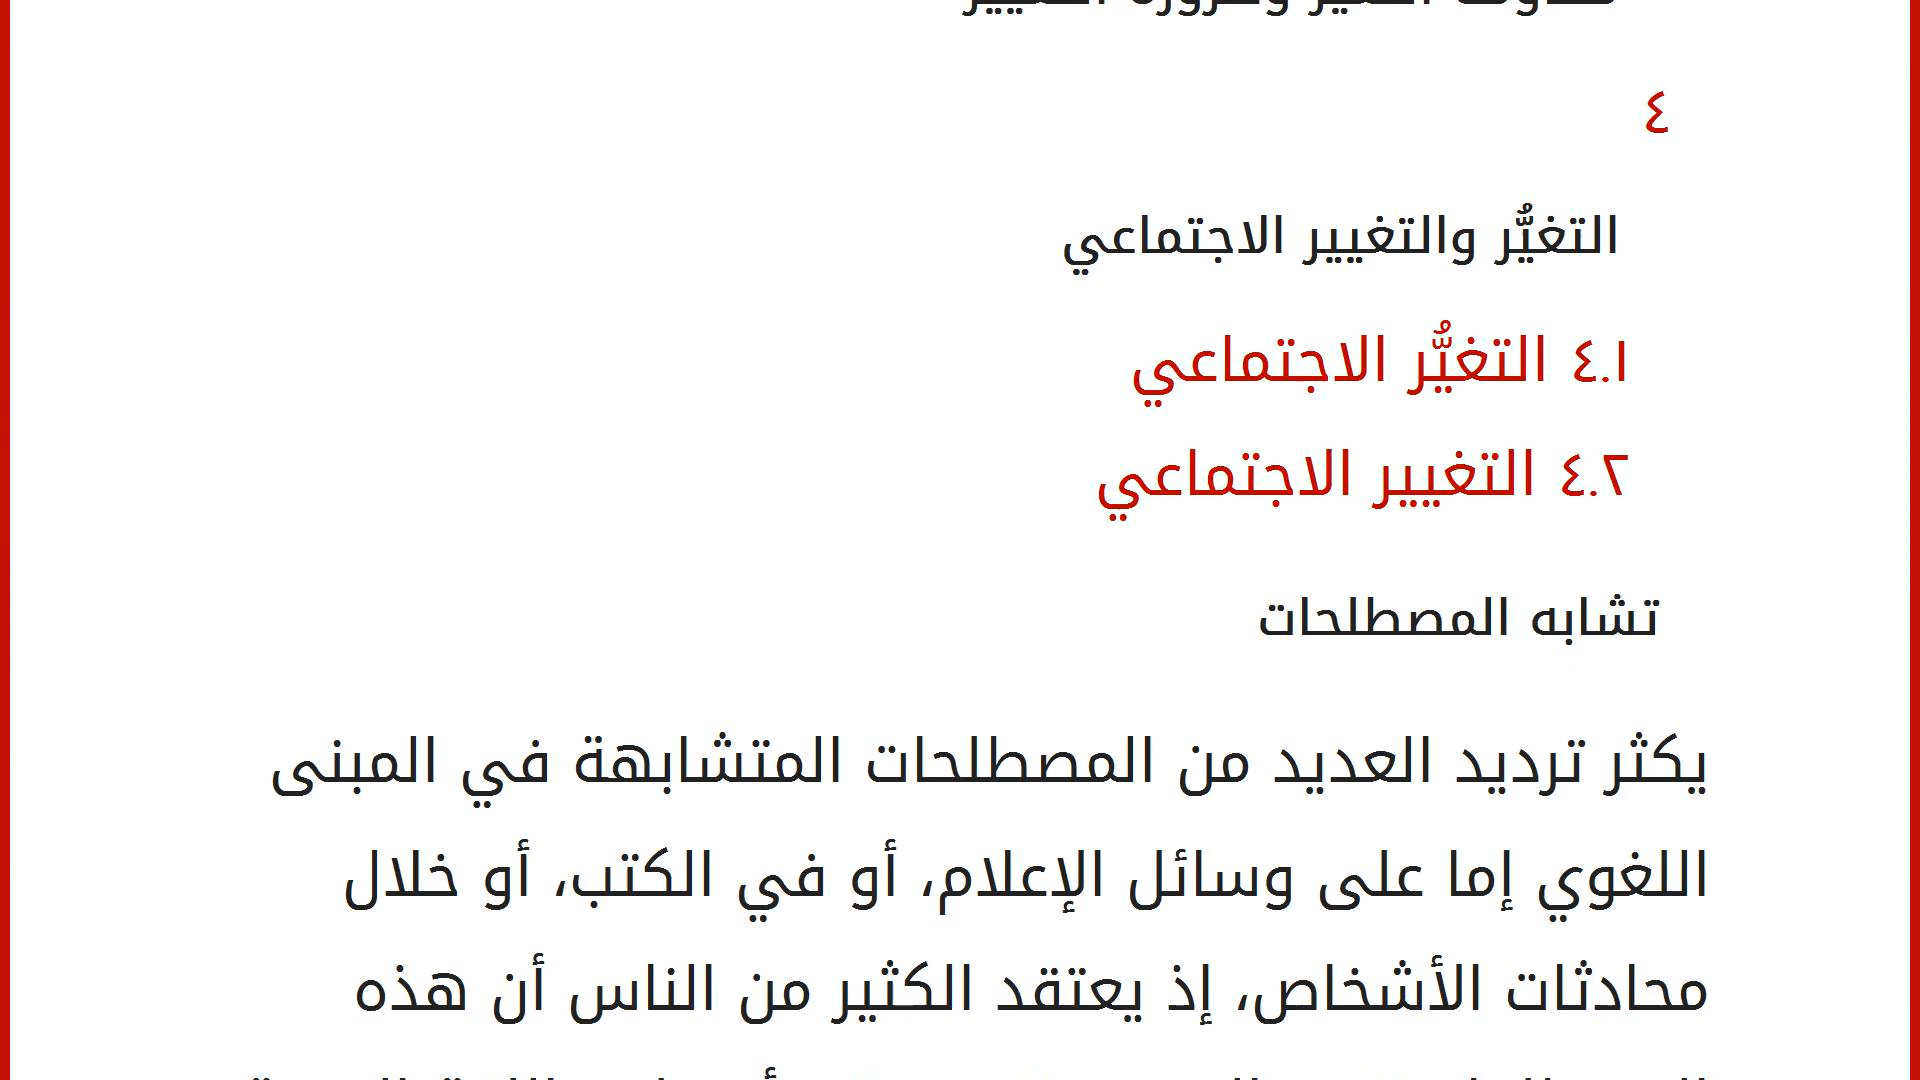 ٤
التغيُّر والتغيير الاجتماعي
٤.١ التغيُّر الاجتماعي
٤.٢ التغيير الاجتماعي
تشابه المصطلحات
يكثر ترديد العديد من المصطلحات المتشابهة في المبنى
اللغوي إما على وسائل الإعلام، أو في الكتب، أو خلال
محادثات الأشخاص، إذ يعتقد الكثير من الناس أن هذه